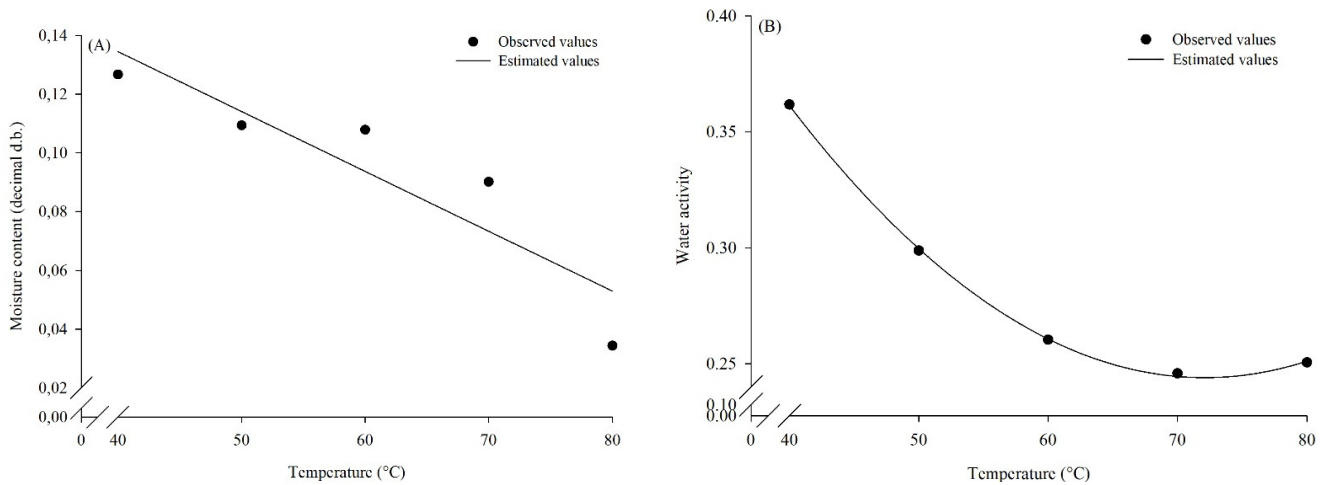 (A)
Observed values
Estimated values
Moisture content (decimal d.b.)
0,14
0,12
0,10
0,08
0,06
0,04
0,02
0,00
0 40 50 60 70 80
Temperature (°C)
(B)
Observed values
Estimated values
Water activity
0.40
0.35
0.30
0.25
0.10
0.00
0 40 50 60 70 80
Temperature (°C)